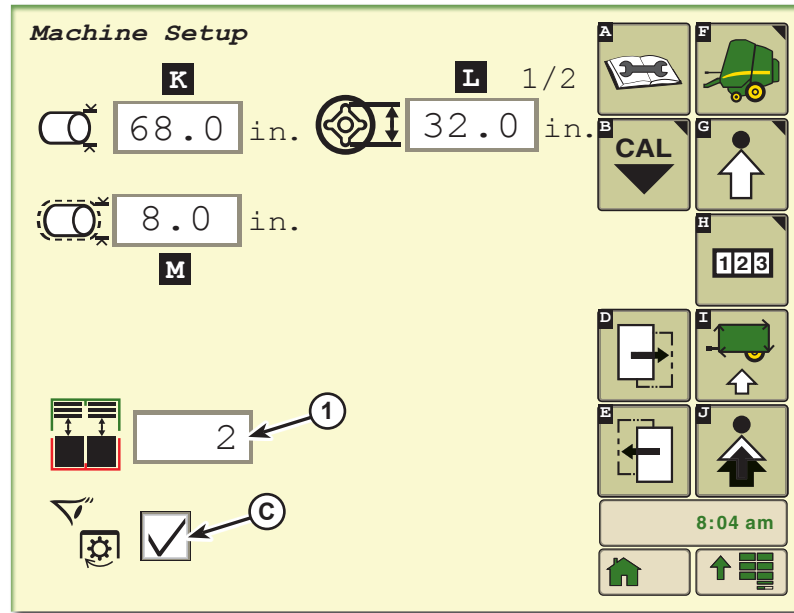 Machine Setup
K
68.0 in.
L 1/2
32.0 in.
8.0 in.
M
2
1
C
A
F
B
CAL
G
H
123
D
I
E
J
8:04 am